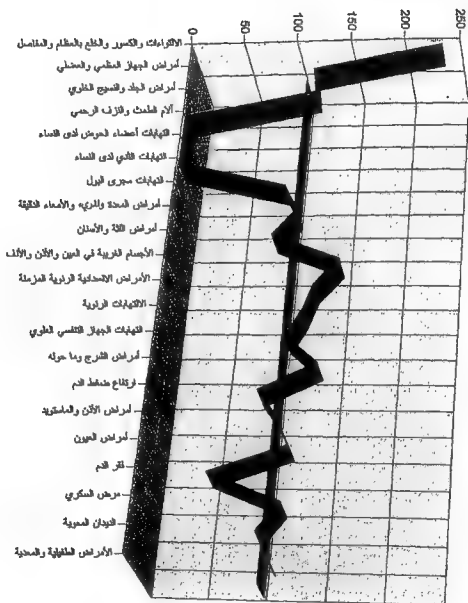 0
50
100
150
200
250
الالتواءات والكسور والخلع بالعظام والمفاصل
أمراض الجهاز العظمي والعضلي
أمراض الجلد والنسيج الخلوي
آلام الطمث والنزف الرحمي
التهابات أعضاء الحوض لدى النساء
التهابات الثدي لدى النساء
التهابات مجرى البول
أمراض المعدة والمريء والأمعاء الدقيقة
أمراض اللثة والأسنان
الأجسام الغريبة في العين والأذن والأنف
الأمراض الانسدادية الرئوية المزمنة
الالتهابات الرئوية
التهابات الجهاز التنفسي العلوي
أمراض الشرج وما حوله
ارتفاع ضغط الدم
أمراض الأذن والماستويد
أمراض العيون
فقر الدم
مرض السكري
الديدان المعوية
الأمراض الطفيلية والمعدية